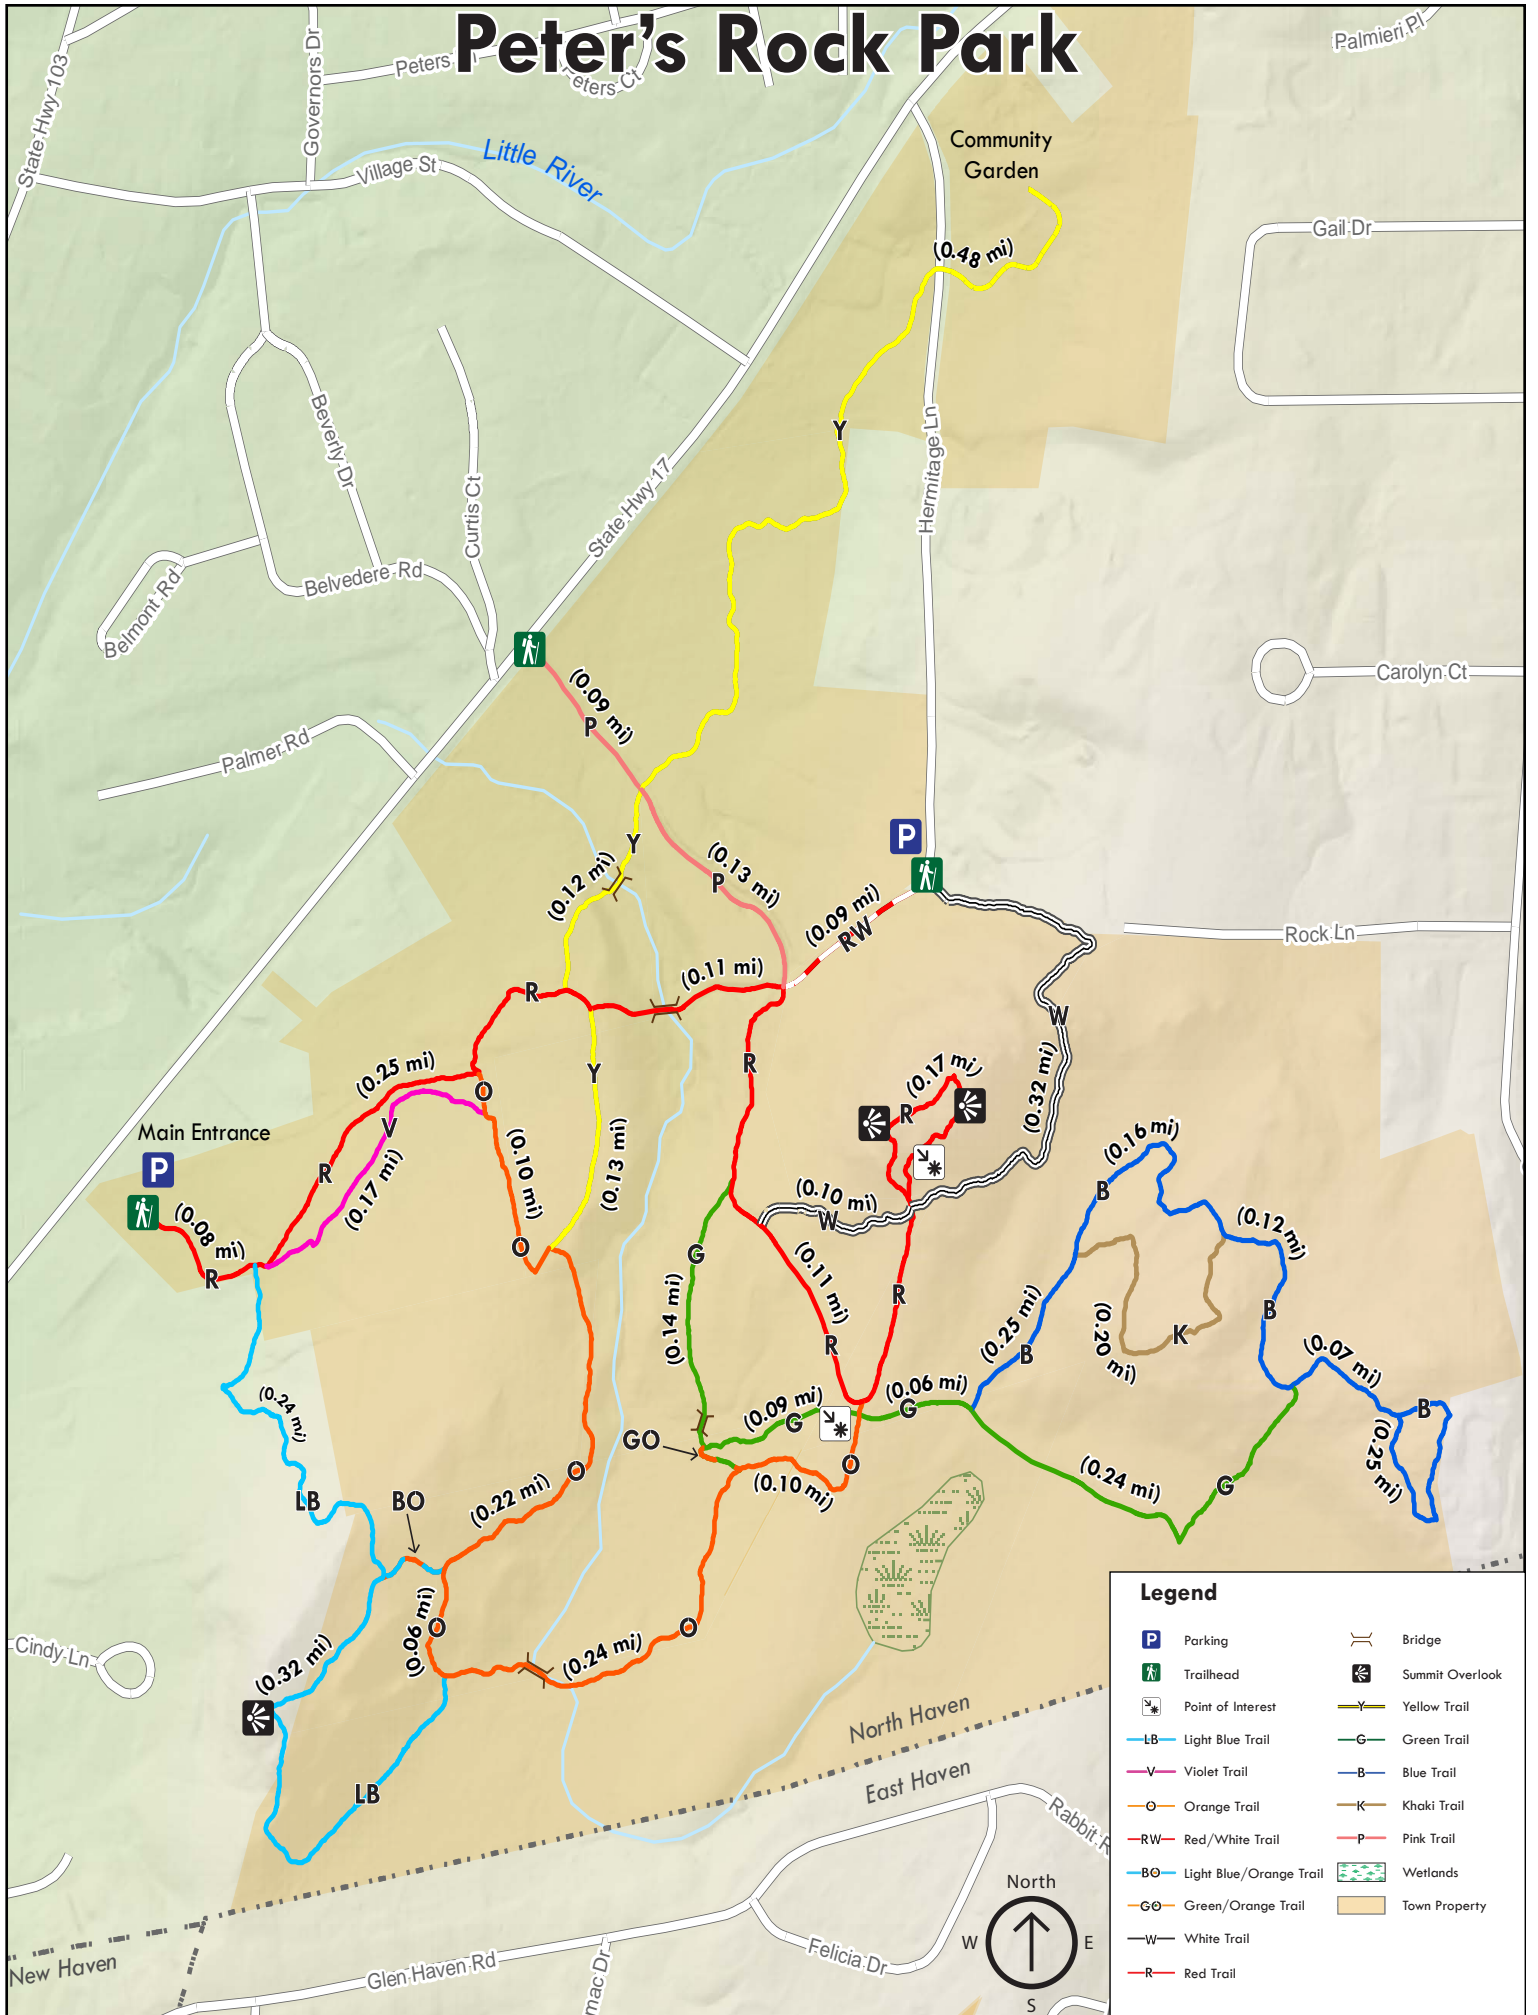 Peter's Rock Park
State Hwy 103
Governors Dr
Peters
Peters Ct
Palmieri Pl
Village St
Little River
Community
Garden
(0.48 mi)
Gail Dr
Beverly Dr
Y
Hermitage Ln
State Hwy 17
Curtis Ct
Belvedere Rd
Belmont Rd
Carolyn Ct
(0.09 mi)
P
Palmer Rd
P
Y
(0.12 mi)
(0.13 mi)
P
(0.09 mi)
RW
Rock Ln
(0.11 mi)
R
W
(0.25 mi)
R
Y
O
(0.17 mi)
R
(0.32 mi)
Main Entrance
P
V
(0.10 mi)
(0.13 mi)
R
(0.17 mi)
(0.16 mi)
B
(0.08 mi)
R
(0.10 mi)
W
(0.12 mi)
O
G
(0.11 mi)
R
B
(0.14 mi)
R
(0.25 mi)
B
(0.20 mi)
K
(0.07 mi)
(0.24 mi)
(0.09 mi)
G
(0.06 mi)
G
B
(0.25 mi)
GO
O
O
(0.10 mi)
(0.24 mi)
G
LB
BO
(0.22 mi)
(0.06 mi)
O
O
(0.24 mi)
Cindy Ln
(0.32 mi)
LB
North Haven
East Haven
Rabbit R
New Haven
Glen Haven Rd
mac Dr
Felicia Dr
North
W
E
S
Legend
P
Parking
Bridge
Trailhead
Summit Overlook
Point of Interest
Y
Yellow Trail
LB
Light Blue Trail
G
Green Trail
V
Violet Trail
B
Blue Trail
O
Orange Trail
K
Khaki Trail
RW
Red/White Trail
P
Pink Trail
BO
Light Blue/Orange Trail
Wetlands
GO
Green/Orange Trail
Town Property
W
White Trail
R
Red Trail